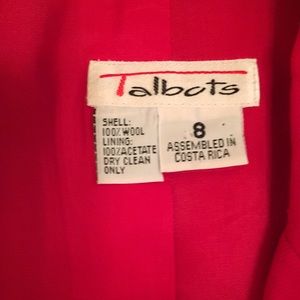 Talbots
SHELL:
100% WOOL
LINING:
100% ACETATE
DRY CLEAN
ONLY
8
ASSEMBLED IN
COSTA RICA